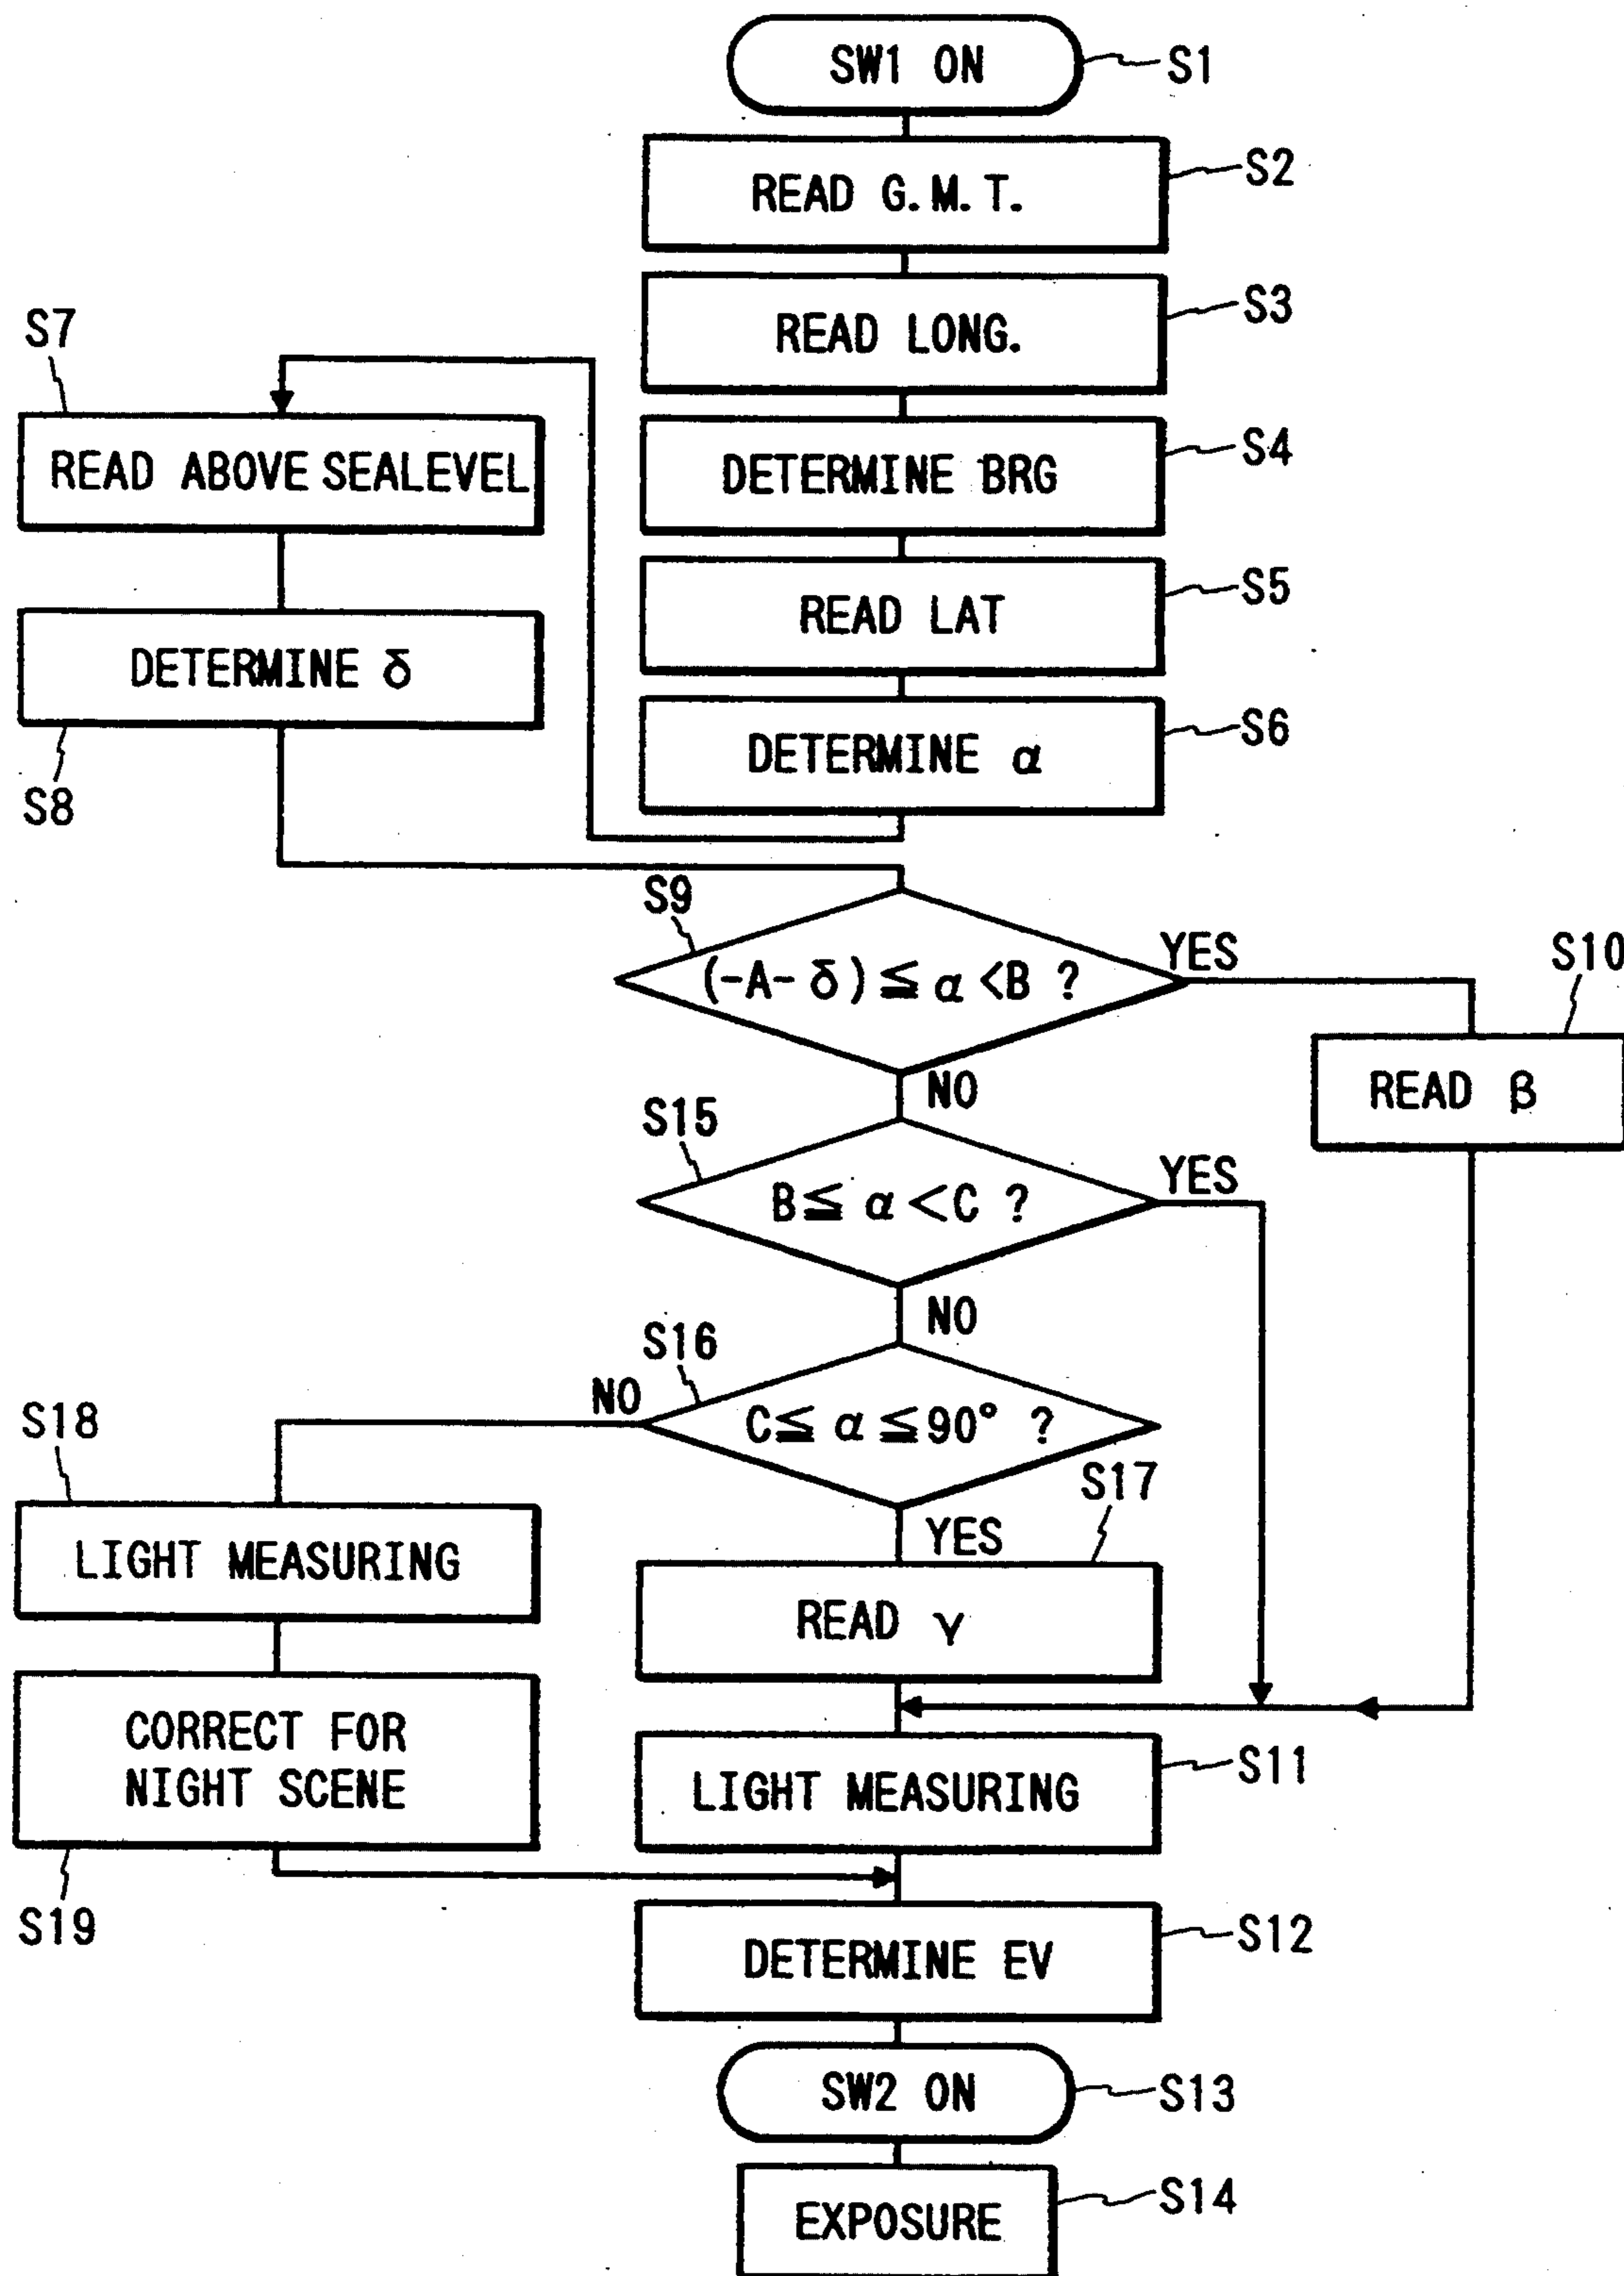 SW1 ON
S1
READ G.M.T.
S2
READ LONG.
S3
DETERMINE BRG
S4
READ LAT
S5
DETERMINE α
S6
S7
READ ABOVE SEALEVEL
DETERMINE δ
S8
S9
(-A-δ)≦α<B ?
YES
NO
S10
READ β
S15
B≦α<C ?
YES
NO
S16
C≦α≦90° ?
NO
YES
S17
READ γ
S18
LIGHT MEASURING
CORRECT FOR
NIGHT SCENE
S19
LIGHT MEASURING
S11
DETERMINE EV
S12
SW2 ON
S13
EXPOSURE
S14